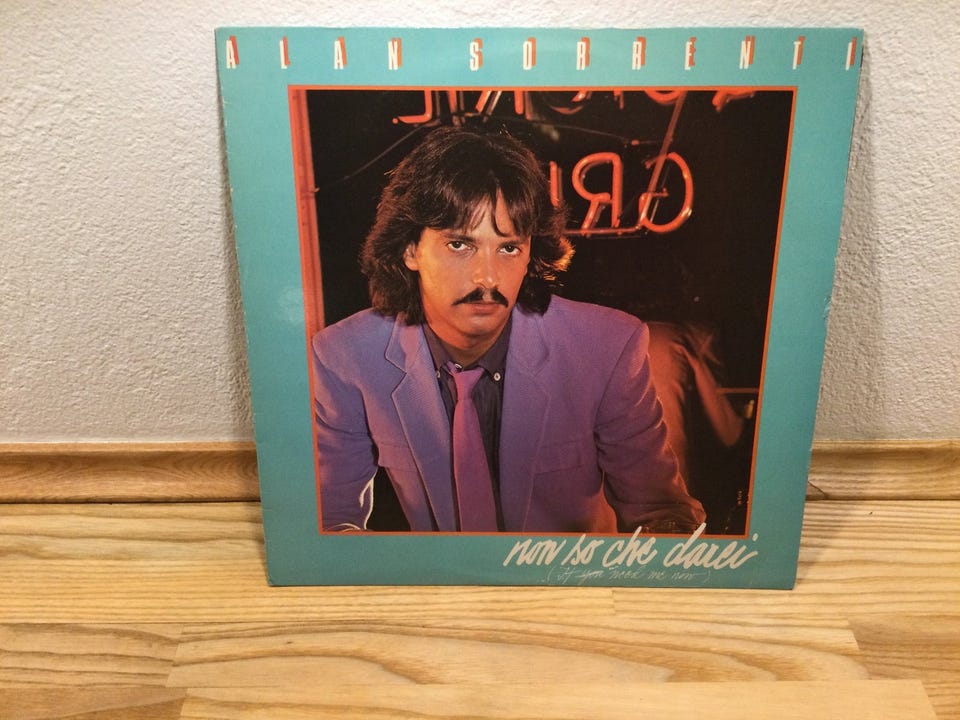 ALAN SORRENTI
non so che darei
(if you need me now)